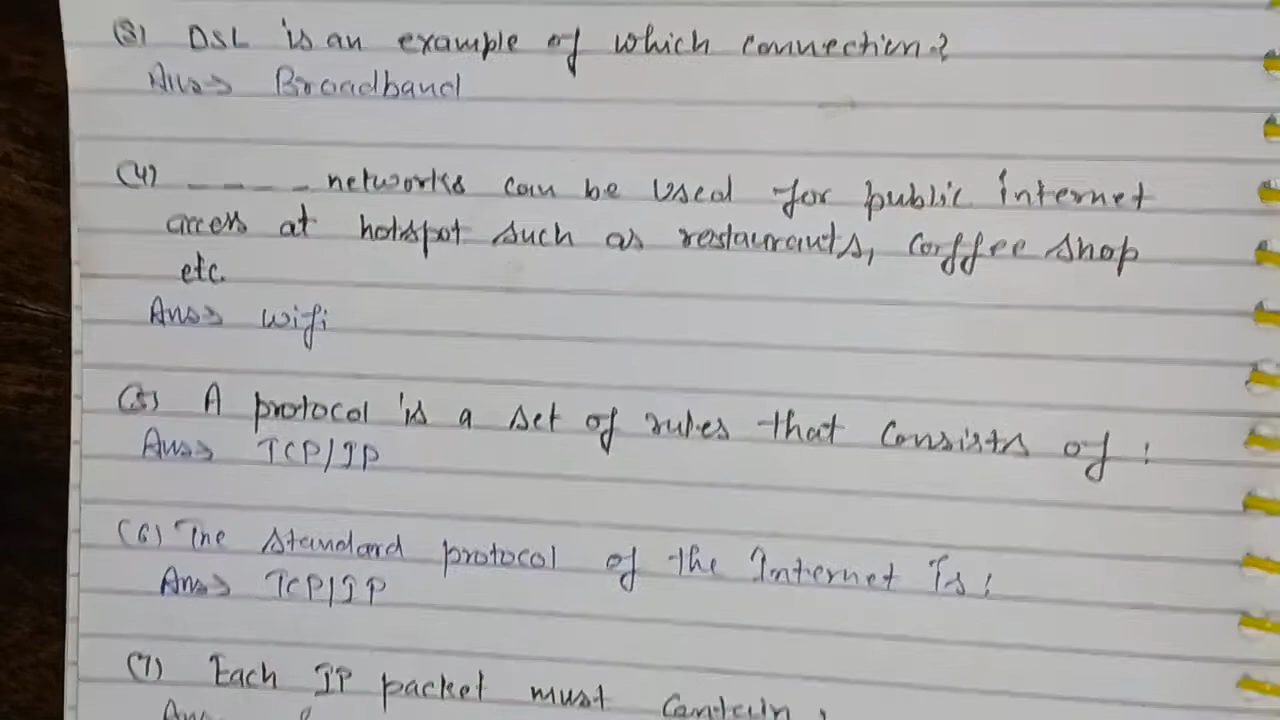 (3) DSL is an example of which connection?
Ans→ Broadband
(4) ---- networks can be used for public internet
access at hotspot such as restaurants, Corffee shop
etc.
Ans→ wifi
(5) A protocol is a set of rules that consists of :
Ans→ TCP/IP
(6) The standard protocol of the Internet Is :
Ans→ TCP/IP
(7) Each IP packet must Contain :
Ans